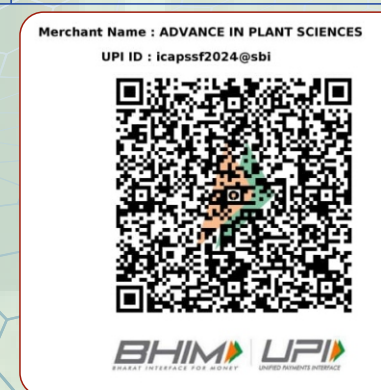 Merchant Name : ADVANCE IN PLANT SCIENCES
UPI ID : icapssf2024@sbi
BHIM
BHARAT INTERFACE FOR MONEY
UPI
UNIFIED PAYMENTS INTERFACE